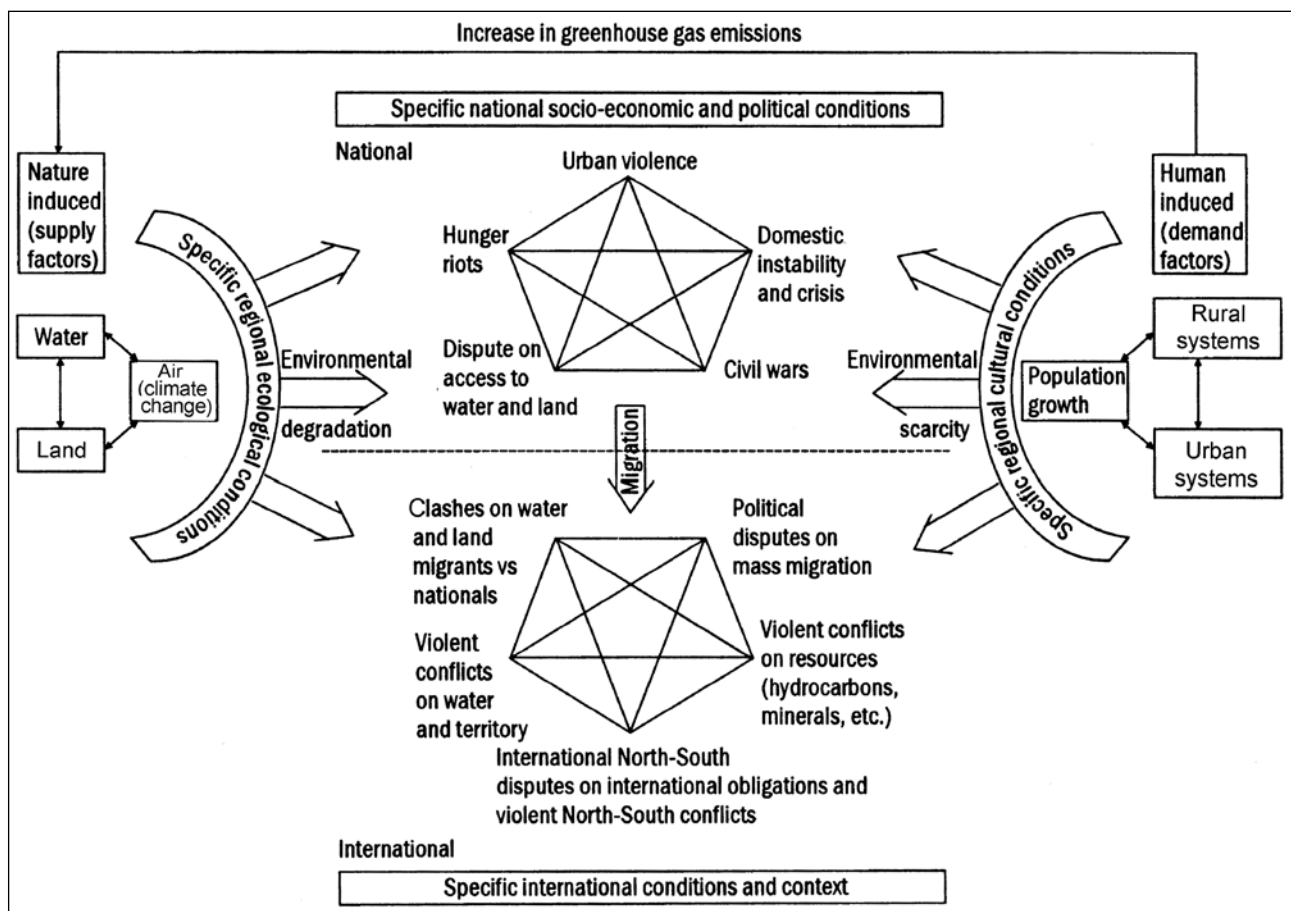 Increase in greenhouse gas emissions
Specific national socio-economic and political conditions
National
Nature
induced
(supply
factors)
Water
Air
(climate
change)
Land
Specific regional ecological conditions
Environmental
degradation
Urban violence
Hunger
riots
Domestic
instability
and crisis
Dispute on
access to
water and land
Civil wars
Migration
Environmental
scarcity
Specific regional cultural conditions
Human
induced
(demand
factors)
Rural
systems
Population
growth
Urban
systems
Clashes on water
and land
migrants vs
nationals
Political
disputes on
mass migration
Violent
conflicts
on water
and territory
Violent conflicts
on resources
(hydrocarbons,
minerals, etc.)
International North-South
disputes on international obligations and
violent North-South conflicts
International
Specific international conditions and context